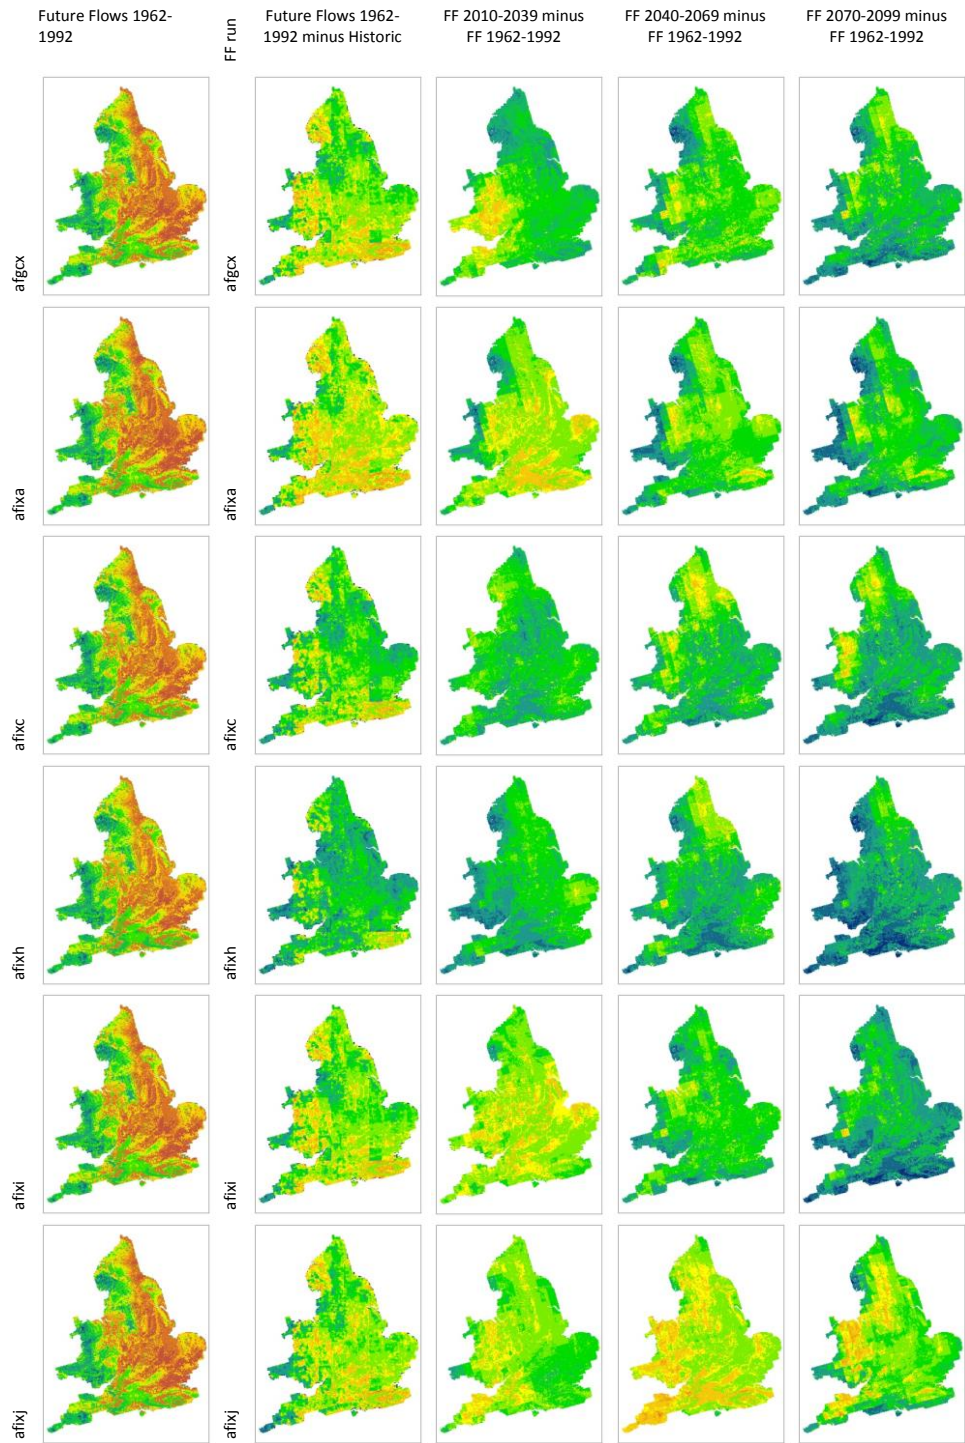 Future Flows 1962-
1992
FF run
Future Flows 1962-
1992 minus Historic
FF 2010-2039 minus
FF 1962-1992
FF 2040-2069 minus
FF 1962-1992
FF 2070-2099 minus
FF 1962-1992
afgcx
afgcx
afixa
afixa
afixc
afixc
afixh
afixh
afixi
afixi
afixj
afixj